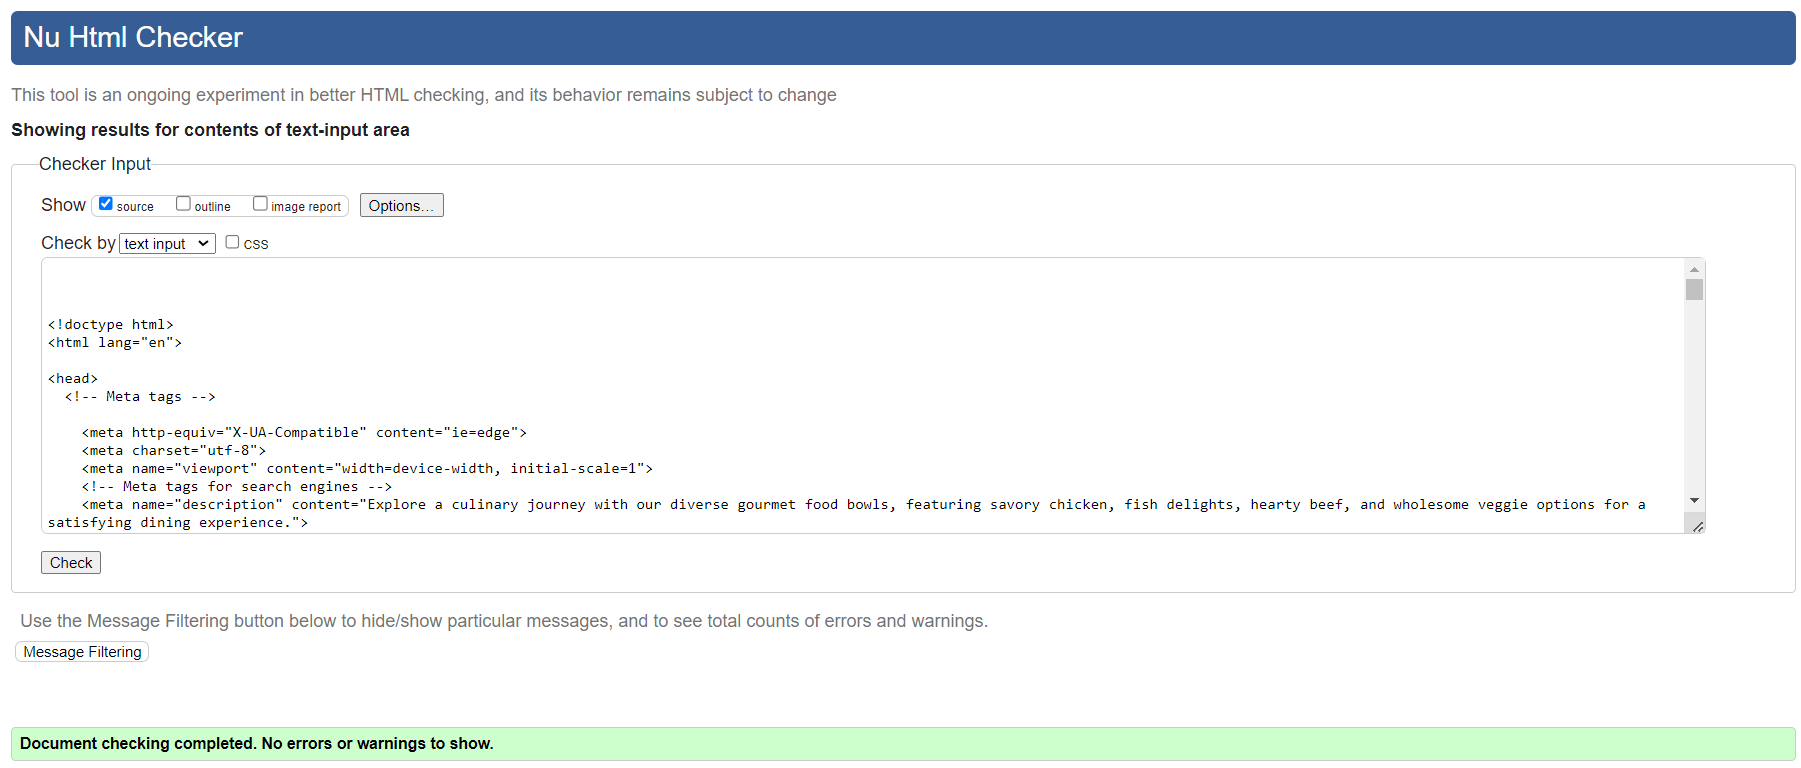 Nu Html Checker
This tool is an ongoing experiment in better HTML checking, and its behavior remains subject to change
Showing results for contents of text-input area
Checker Input
Show source outline image report Options...
Check by text input css
<!doctype html>
<html lang="en">
<head>
<!-- Meta tags -->
<meta http-equiv="X-UA-Compatible" content="ie=edge">
<meta charset="utf-8">
<meta name="viewport" content="width=device-width, initial-scale=1">
<!-- Meta tags for search engines -->
<meta name="description" content="Explore a culinary journey with our diverse gourmet food bowls, featuring savory chicken, fish delights, hearty beef, and wholesome veggie options for a
satisfying dining experience.">
Check
Use the Message Filtering button below to hide/show particular messages, and to see total counts of errors and warnings.
Message Filtering
Document checking completed. No errors or warnings to show.